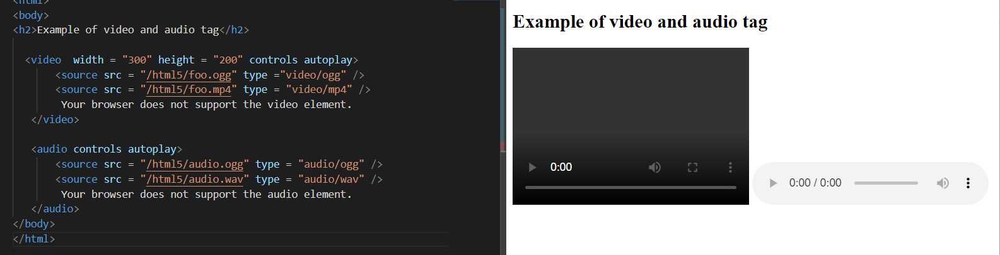 <html>
<body>
<h2>Example of video and audio tag</h2>
<video  width = "300" height = "200" controls autoplay>
<source src = "/html5/foo.ogg" type ="video/ogg" />
<source src = "/html5/foo.mp4" type = "video/mp4" />
Your browser does not support the video element.
</video>
<audio controls autoplay>
<source src = "/html5/audio.ogg" type = "audio/ogg" />
<source src = "/html5/audio.wav" type = "audio/wav" />
Your browser does not support the audio element.
</audio>
</body>
</html>
Example of video and audio tag
0:00
0:00 / 0:00